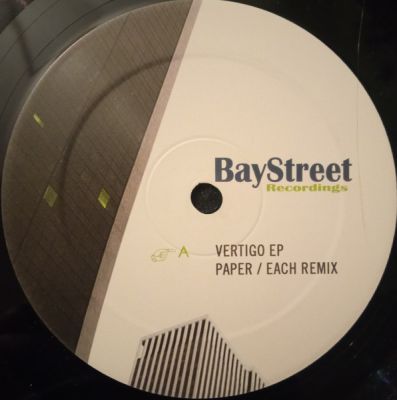 BayStreet
Recordings
A
VERTIGO EP
PAPER / EACH REMIX